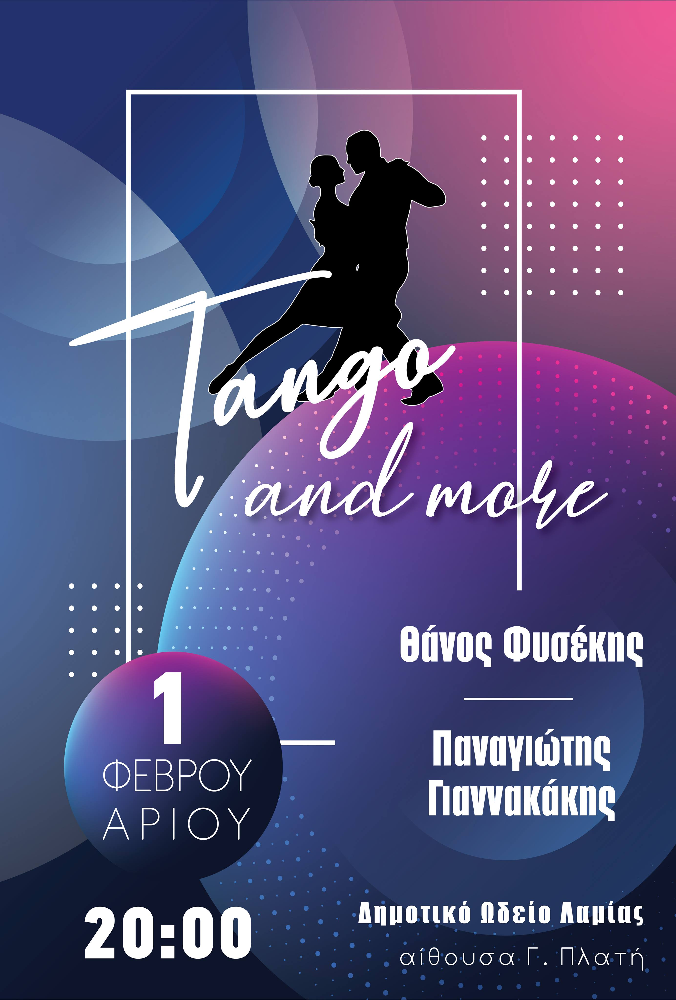 Tango
and more
Θάνος Φυσέκης
Παναγιώτης
Γιαννακάκης
1
ΦΕΒΡΟΥ
ΑΡΙΟΥ
20:00
Δημοτικό Ωδείο Λαμίας
αίθουσα Γ. Πλατή